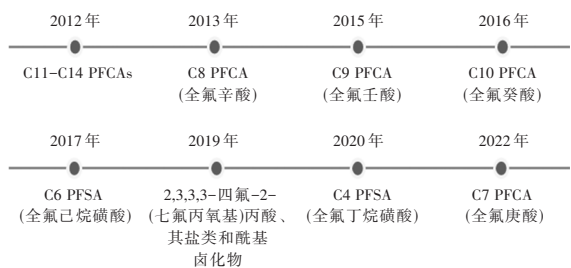 2012年 2013年 2015年 2016年
C11-C14 PFCAs C8 PFCA C9 PFCA C10 PFCA
(全氟辛酸) (全氟壬酸) (全氟癸酸)
2017年 2019年 2020年 2022年
C6 PFSA 2,3,3,3-四氟-2- C4 PFSA C7 PFCA
(全氟己烷磺酸) (七氟丙氧基)丙酸、 (全氟丁烷磺酸) (全氟庚酸)
其盐类和酰基
卤化物